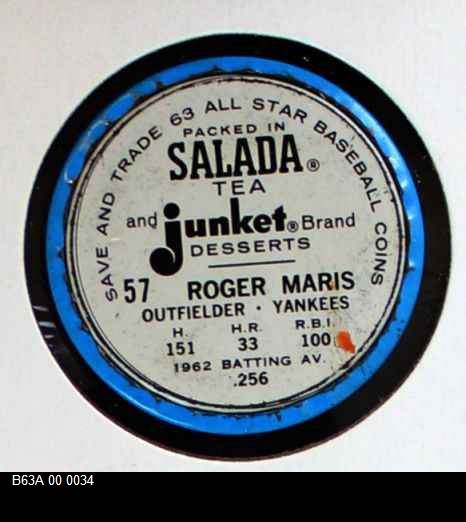 SAVE AND TRADE 63 ALL STAR BASEBALL COINS
PACKED IN
SALADA®
TEA
and junket® Brand
DESSERTS
57 ROGER MARIS
OUTFIELDER · YANKEES
H. H.R. R.B.I.
151 33 100
1962 BATTING AV.
.256
B63A 00 0034